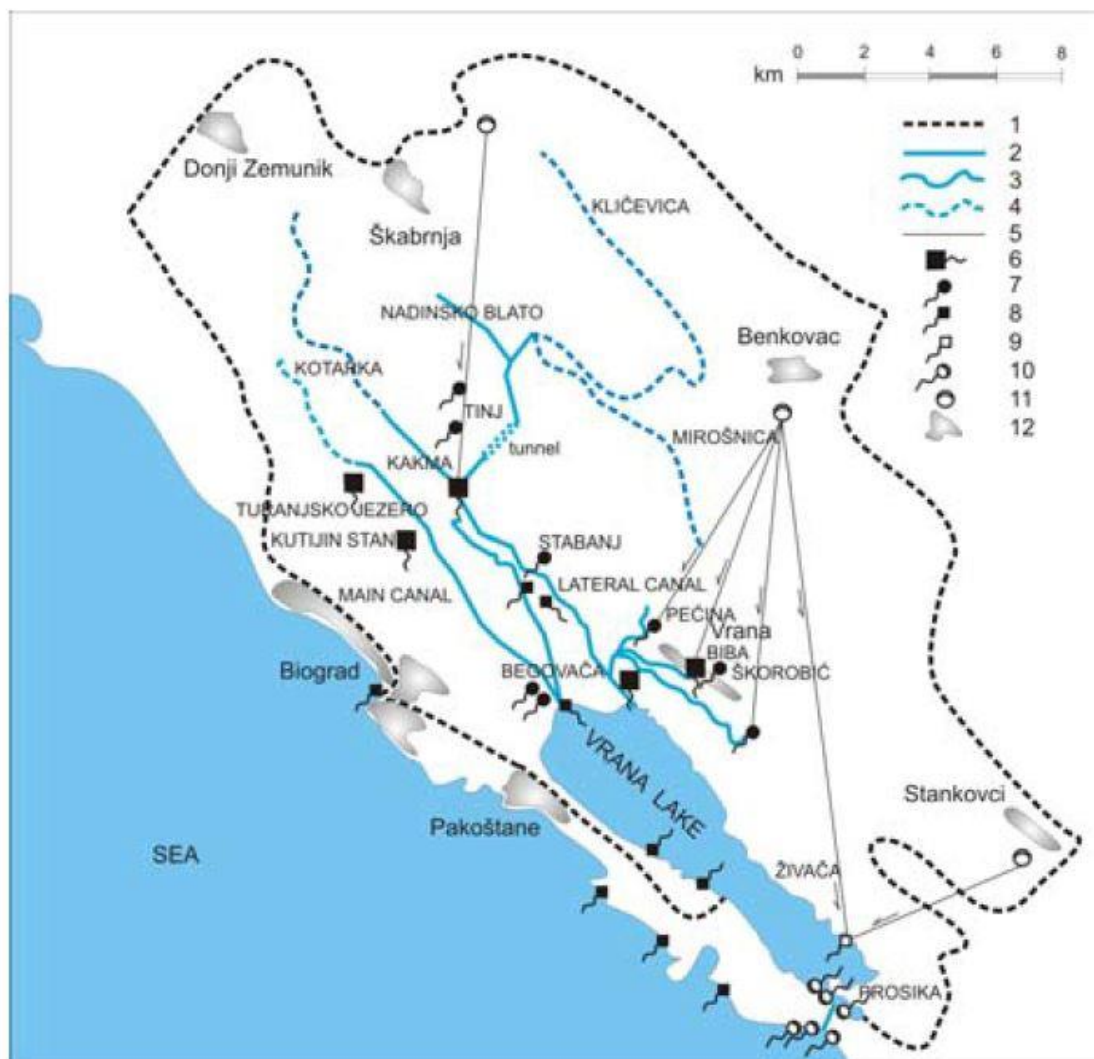 0 2 4 6 8
km
1
2
3
4
5
6
7
8
9
10
11
12
Donji Zemunik
Škabrnja
KLIČEVICA
NADINSKO BLATO
Benkovac
KOTARKA
TINJ
MIROŠNICA
tunnel
KAKMA
TURANJSKO JEZERO
KUTIJIN STAN
STABANJ
MAIN CANAL
LATERAL CANAL
PEĆINA
Vrana
BIBA
ŠKOROBIĆ
Biograd
BEGOVAČA
VRANA LAKE
Stankovci
Pakoštane
SEA
ŽIVAČA
PROSIKA